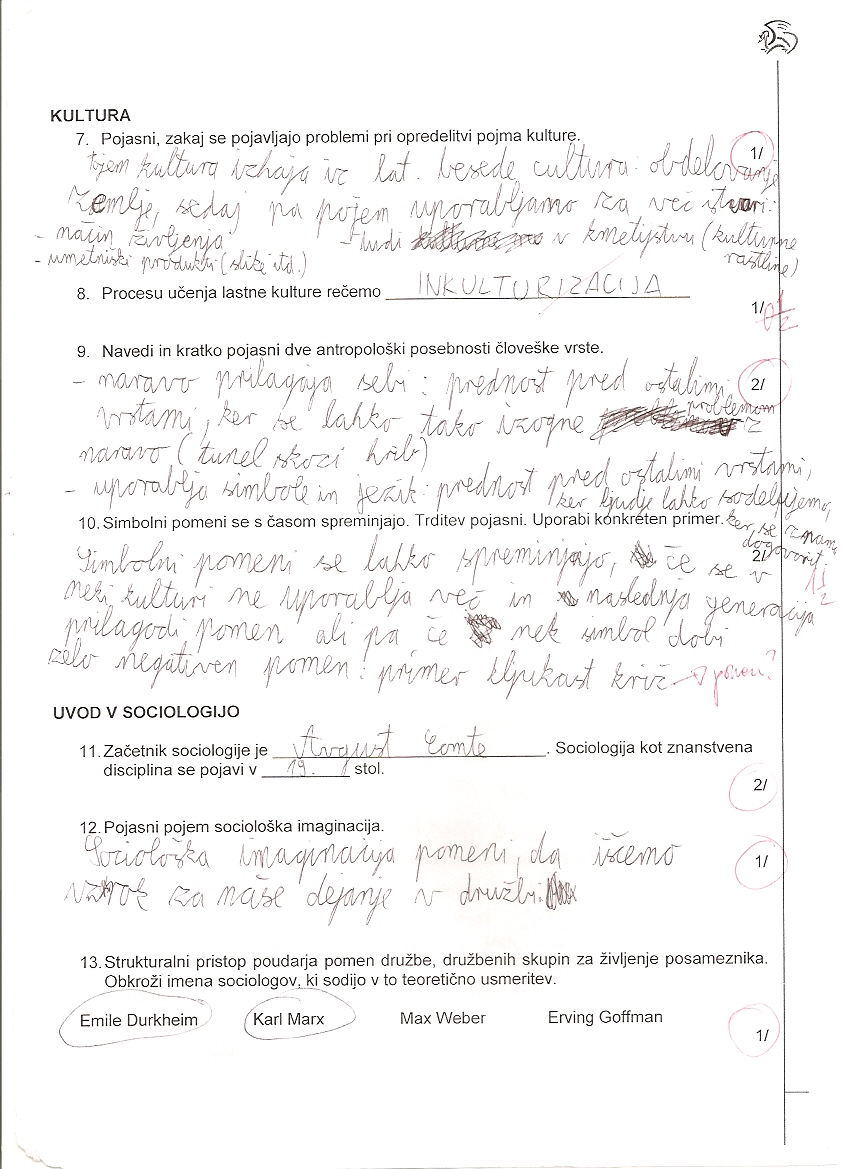 KULTURA
7. Pojasni, zakaj se pojavljajo problemi pri opredelitvi pojma kulture.
1/
Pojem kultura izhaja iz lat. besede cultura: obdelovanje
zemlje, sedaj pa pojem uporabljamo za več stvari:
- način življenja - tudi v kmetijstvu (kulturne
- umetniški produkti (slike itd.) rastline)
8. Procesu učenja lastne kulture rečemo INKULTURIZACIJA
1/ 1/2
9. Navedi in kratko pojasni dve antropološki posebnosti človeške vrste.
- naravo prilagaja sebi: prednost pred ostalimi 2/
vrstami, ker se lahko tako izogne problemom z
naravo (tunel skozi hrib)
- uporablja simbole in jezik: prednost pred ostalimi vrstami,
ker ljudje lahko sodelujemo,
10. Simbolni pomeni se s časom spreminjajo. Trditev pojasni. Uporabi konkreten primer. ker se znamo
dogovorit.
2/
Simbolni pomeni se lahko spreminjajo, če se v
neki kulturi ne uporablja več in naslednja generacija
1 1/2
prilagodi pomen ali pa če nek simbol dobi
zelo negativen pomen: primer kljukast križ → pomen?
UVOD V SOCIOLOGIJO
11. Začetnik sociologije je Avgust Comte. Sociologija kot znanstvena
disciplina se pojavi v 19. stol.
2/
12. Pojasni pojem sociološka imaginacija.
Sociološka imaginacija pomeni, da iščemo 1/
vzrok za naše dejanje v družbi.
13. Strukturalni pristop poudarja pomen družbe, družbenih skupin za življenje posameznika.
Obkroži imena sociologov, ki sodijo v to teoretično usmeritev.
Emile Durkheim Karl Marx Max Weber Erving Goffman
1/